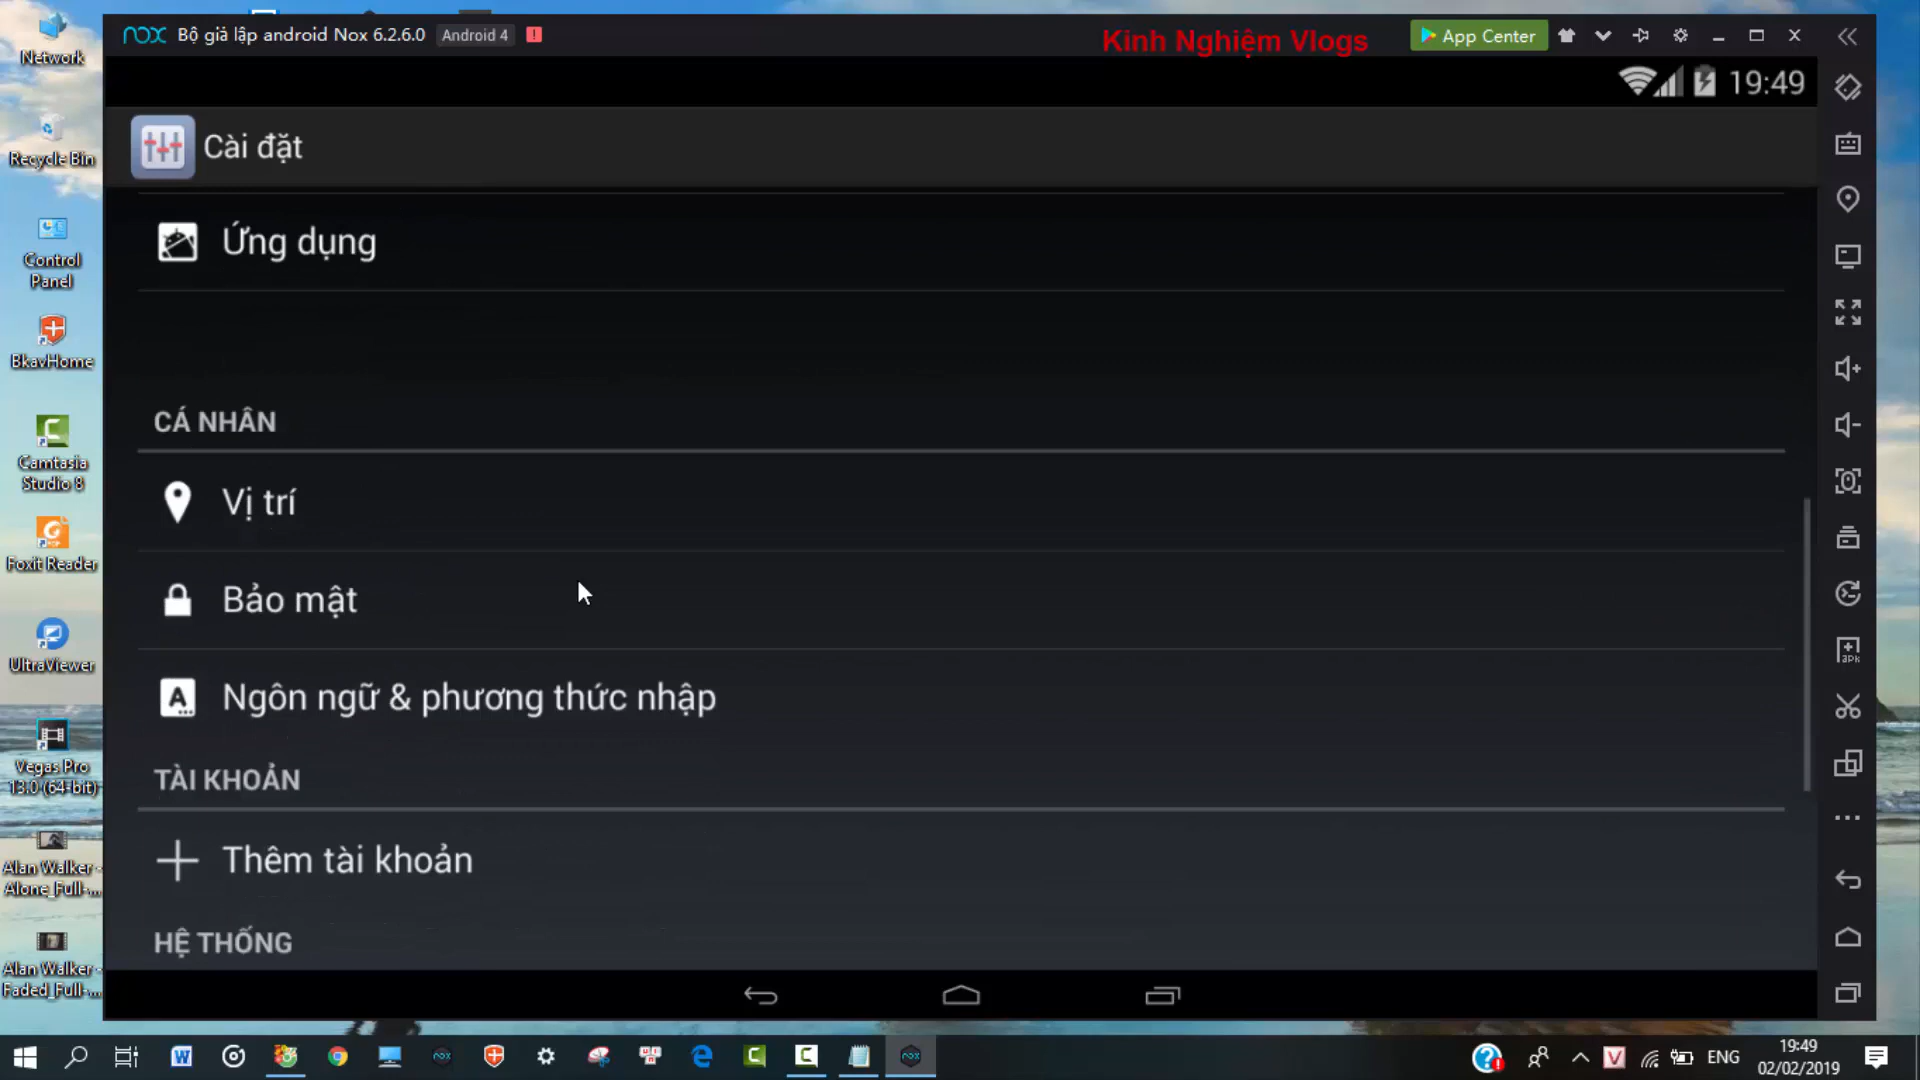 Network
Recycle Bin
Control
Panel
BkavHome
Camtasia
Studio 8
Foxit Reader
UltraViewer
Vegas Pro
13.0 (64-bit)
Alan Walker -
Alone_Full-...
Alan Walker -
Faded_Full-...
nox Bộ giả lập android Nox 6.2.6.0 Android 4
Kinh Nghiệm Vlogs
App Center
19:49
Cài đặt
Ứng dụng
CÁ NHÂN
Vị trí
Bảo mật
Ngôn ngữ & phương thức nhập
TÀI KHOẢN
Thêm tài khoản
HỆ THỐNG
ENG
19:49
02/02/2019